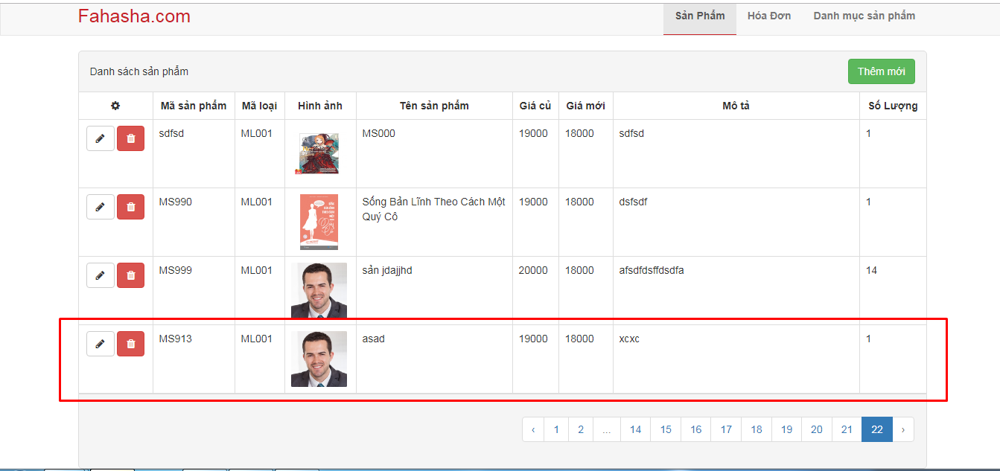 Fahasha.com
Sản Phẩm
Hóa Đơn
Danh mục sản phẩm
Danh sách sản phẩm
Thêm mới
Mã sản phẩm
Mã loại
Hình ảnh
Tên sản phẩm
Giá củ
Giá mới
Mô tả
Số Lượng
sdfsd
ML001
MS000
19000
18000
sdfsd
1
MS990
ML001
Sống Bản Lĩnh Theo Cách Một
Quý Cô
19000
18000
dsfsdf
1
MS999
ML001
sản jdajjhd
20000
18000
afsdfdsffdsdfa
14
MS913
ML001
asad
19000
18000
xcxc
1
‹ 1 2 ... 14 15 16 17 18 19 20 21 22 ›